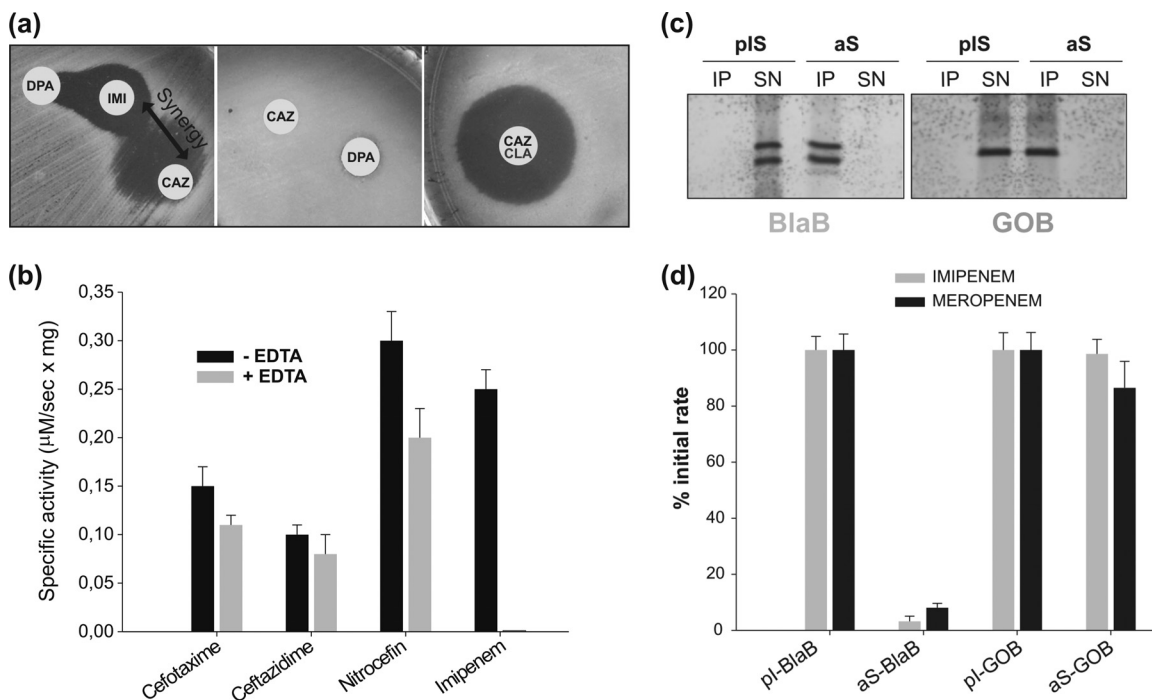 (a)
DPA
IMI
Synergy
CAZ
CAZ
DPA
CAZ
CLA
(b)
Specific activity (µM/sec x mg)
0,35
0,30
0,25
0,20
0,15
0,10
0,05
0,00
- EDTA
+ EDTA
Cefotaxime
Ceftazidime
Nitrocefin
Imipenem
(c)
pIS aS pIS aS
IP SN IP SN IP SN IP SN
BlaB GOB
(d)
IMIPENEM
MEROPENEM
% initial rate
120
100
80
60
40
20
0
pI-BlaB
aS-BlaB
pI-GOB
aS-GOB